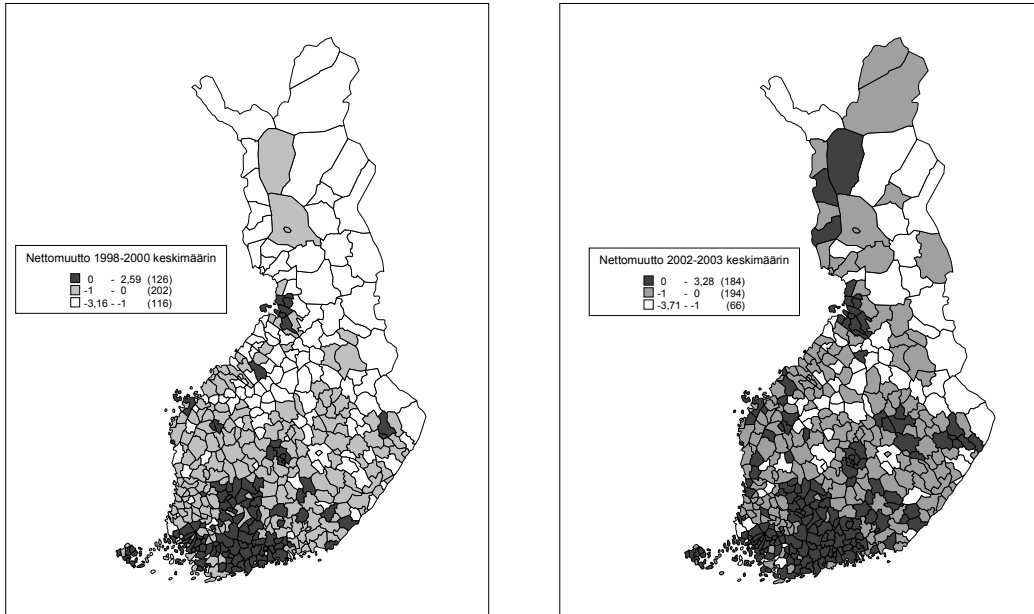 Nettomuutto 1998-2000 keskimäärin
0 - 2,59 (126)
-1 - 0 (202)
-3,16 - -1 (116)
Nettomuutto 2002-2003 keskimäärin
0 - 3,28 (184)
-1 - 0 (194)
-3,71 - -1 (66)